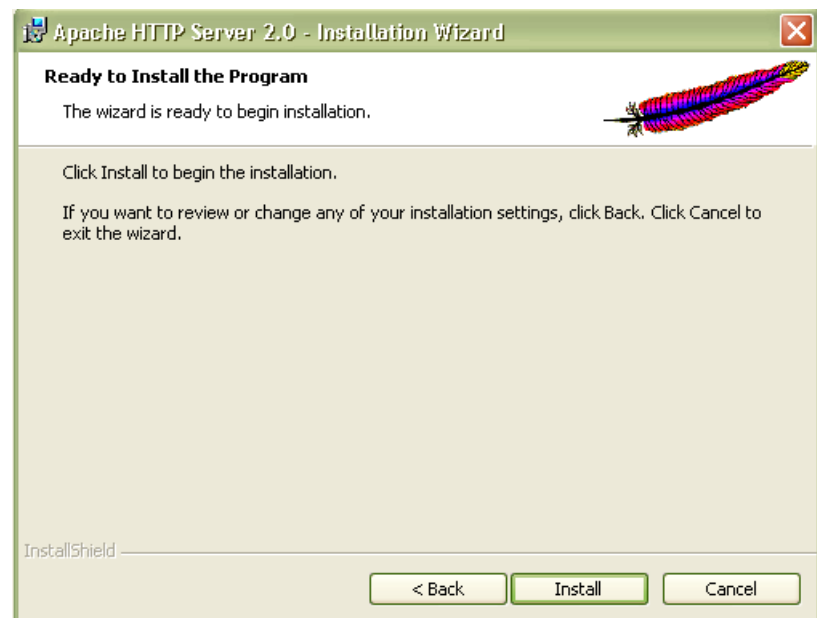 Apache HTTP Server 2.0 - Installation Wizard
Ready to Install the Program
The wizard is ready to begin installation.
Click Install to begin the installation.
If you want to review or change any of your installation settings, click Back. Click Cancel to
exit the wizard.
InstallShield
< Back Install Cancel